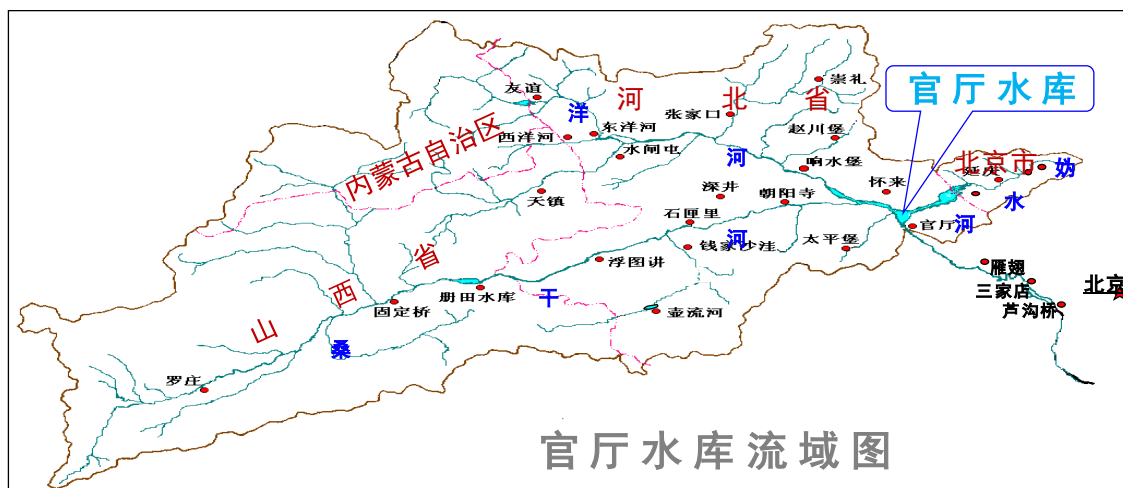 官厅水库
崇礼
友谊
河北省
张家口
洋河
赵川堡
东洋河
西洋河
水闸屯
响水堡
北京市
延庆
妫水河
内蒙古自治区
怀来
深井
朝阳寺
天镇
石匣里
官厅
钱家沙洼
太平堡
山西省
浮图讲
雁翅
三家店
北京
芦沟桥
册田水库
固定桥
壶流河
桑干河
罗庄
官厅水库流域图